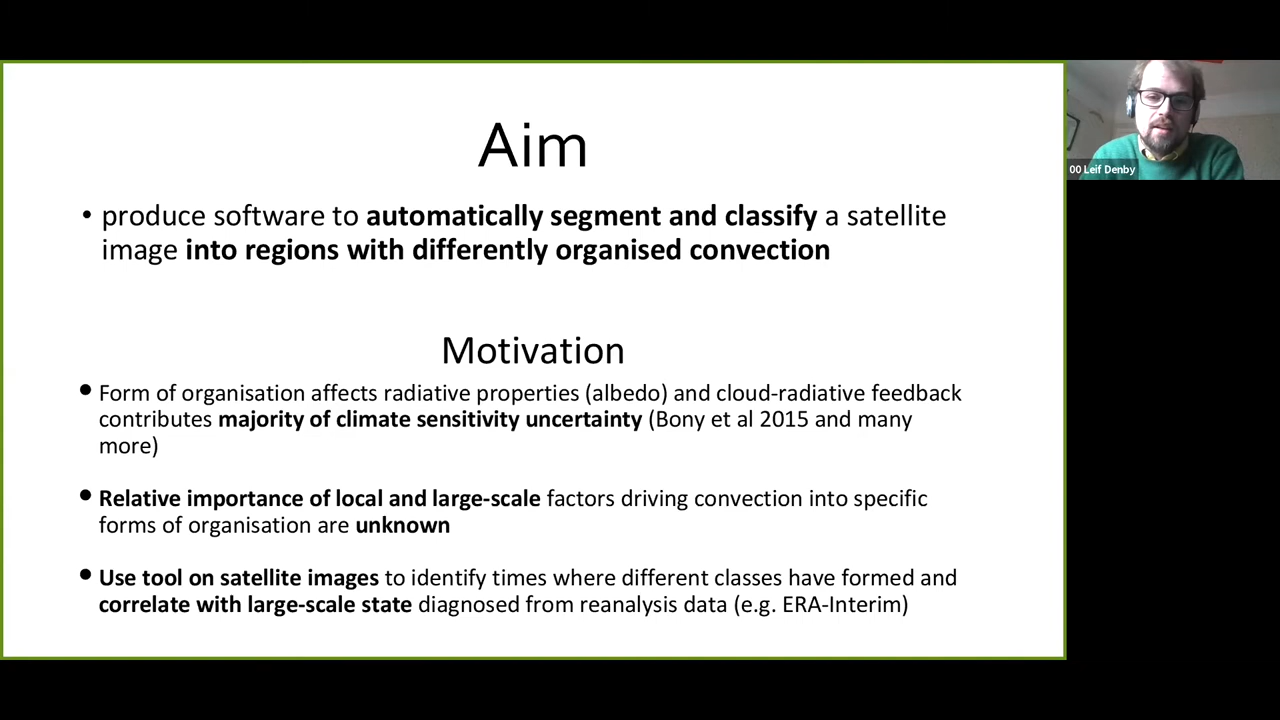 Aim
• produce software to automatically segment and classify a satellite
image into regions with differently organised convection
Motivation
• Form of organisation affects radiative properties (albedo) and cloud-radiative feedback
contributes majority of climate sensitivity uncertainty (Bony et al 2015 and many
more)
• Relative importance of local and large-scale factors driving convection into specific
forms of organisation are unknown
• Use tool on satellite images to identify times where different classes have formed and
correlate with large-scale state diagnosed from reanalysis data (e.g. ERA-Interim)
00 Leif Denby